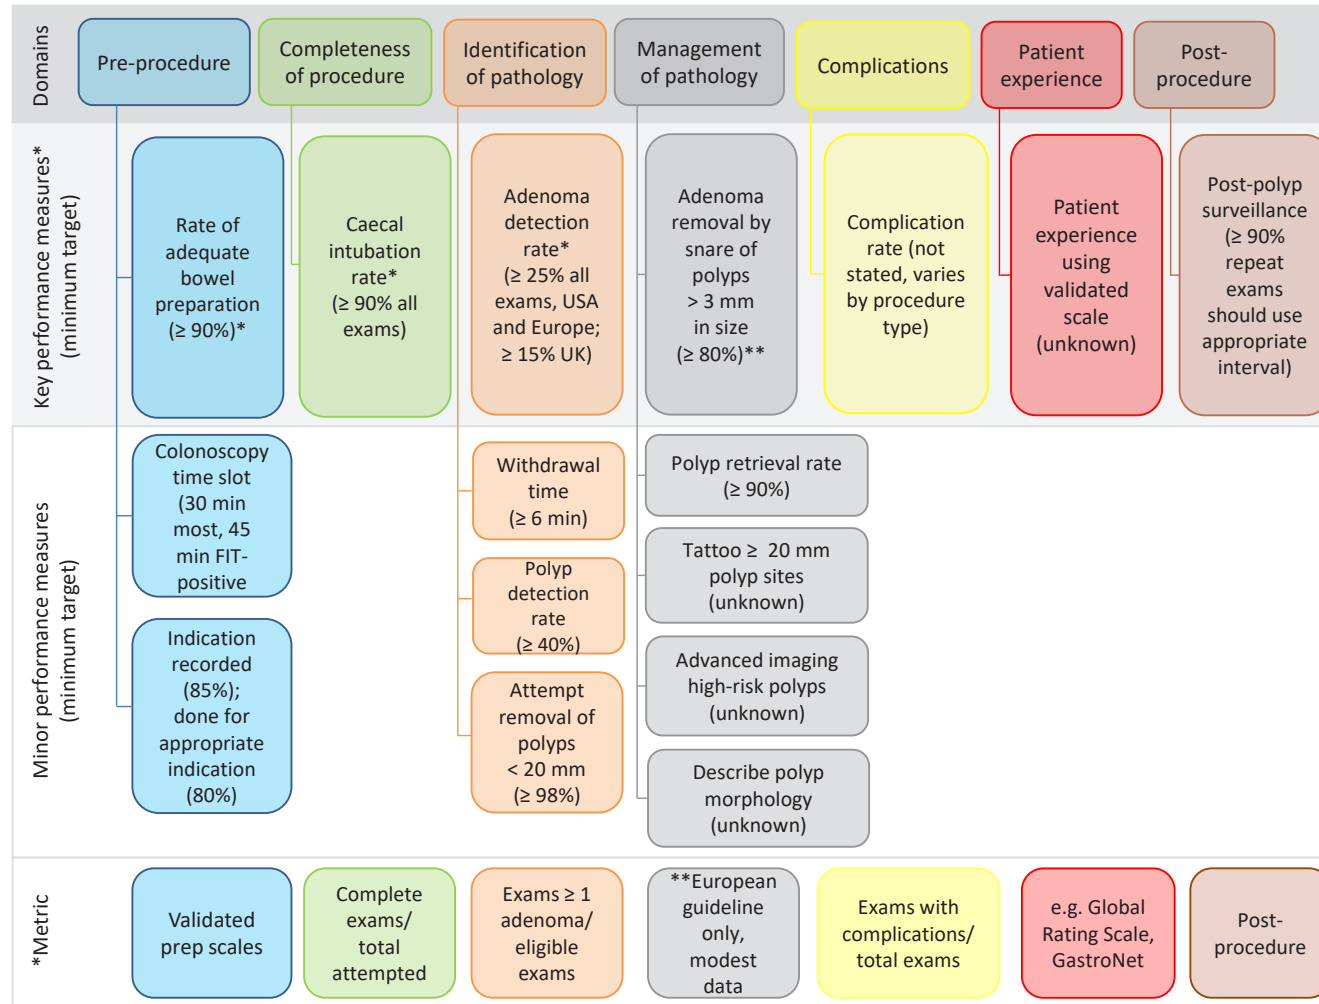 Domains
Pre-procedure
Completeness
of procedure
Identification
of pathology
Management
of pathology
Complications
Patient
experience
Post-
procedure
Key performance measures*
(minimum target)
Rate of
adequate
bowel
preparation
(≥ 90%)*
Caecal
intubation
rate*
(≥ 90% all
exams)
Adenoma
detection
rate*
(≥ 25% all
exams, USA
and Europe;
≥ 15% UK)
Adenoma
removal by
snare of
polyps
> 3 mm
in size
(≥ 80%)**
Complication
rate (not
stated, varies
by procedure
type)
Patient
experience
using
validated
scale
(unknown)
Post-polyp
surveillance
(≥ 90%
repeat
exams
should use
appropriate
interval)
Minor performance measures
(minimum target)
Colonoscopy
time slot
(30 min
most, 45
min FIT-
positive
Indication
recorded
(85%);
done for
appropriate
indication
(80%)
Withdrawal
time
(≥ 6 min)
Polyp
detection
rate
(≥ 40%)
Attempt
removal of
polyps
< 20 mm
(≥ 98%)
Polyp retrieval rate
(≥ 90%)
Tattoo ≥ 20 mm
polyp sites
(unknown)
Advanced imaging
high-risk polyps
(unknown)
Describe polyp
morphology
(unknown)
*Metric
Validated
prep scales
Complete
exams/
total
attempted
Exams ≥ 1
adenoma/
eligible
exams
**European
guideline
only,
modest
data
Exams with
complications/
total exams
e.g. Global
Rating Scale,
GastroNet
Post-
procedure